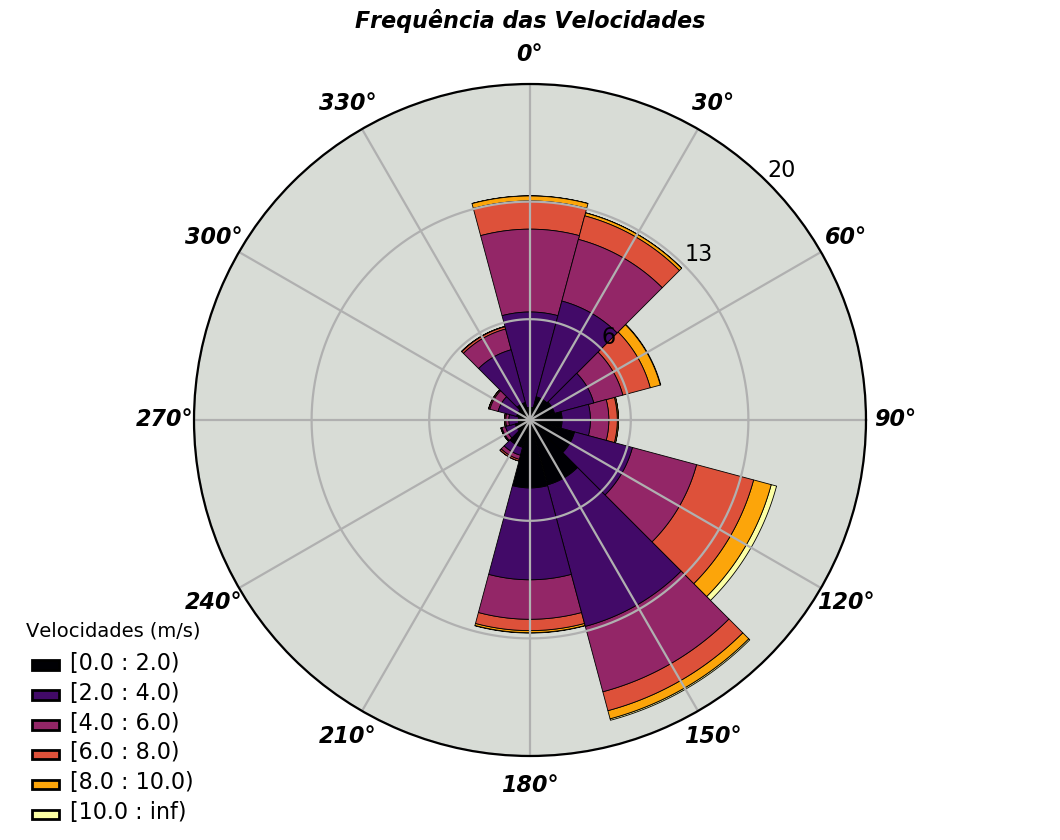 Frequência das Velocidades
0°
330°
30°
20
300°
60°
13
6
270°
90°
240°
120°
210°
150°
180°
Velocidades (m/s)
[0.0 : 2.0)
[2.0 : 4.0)
[4.0 : 6.0)
[6.0 : 8.0)
[8.0 : 10.0)
[10.0 : inf)